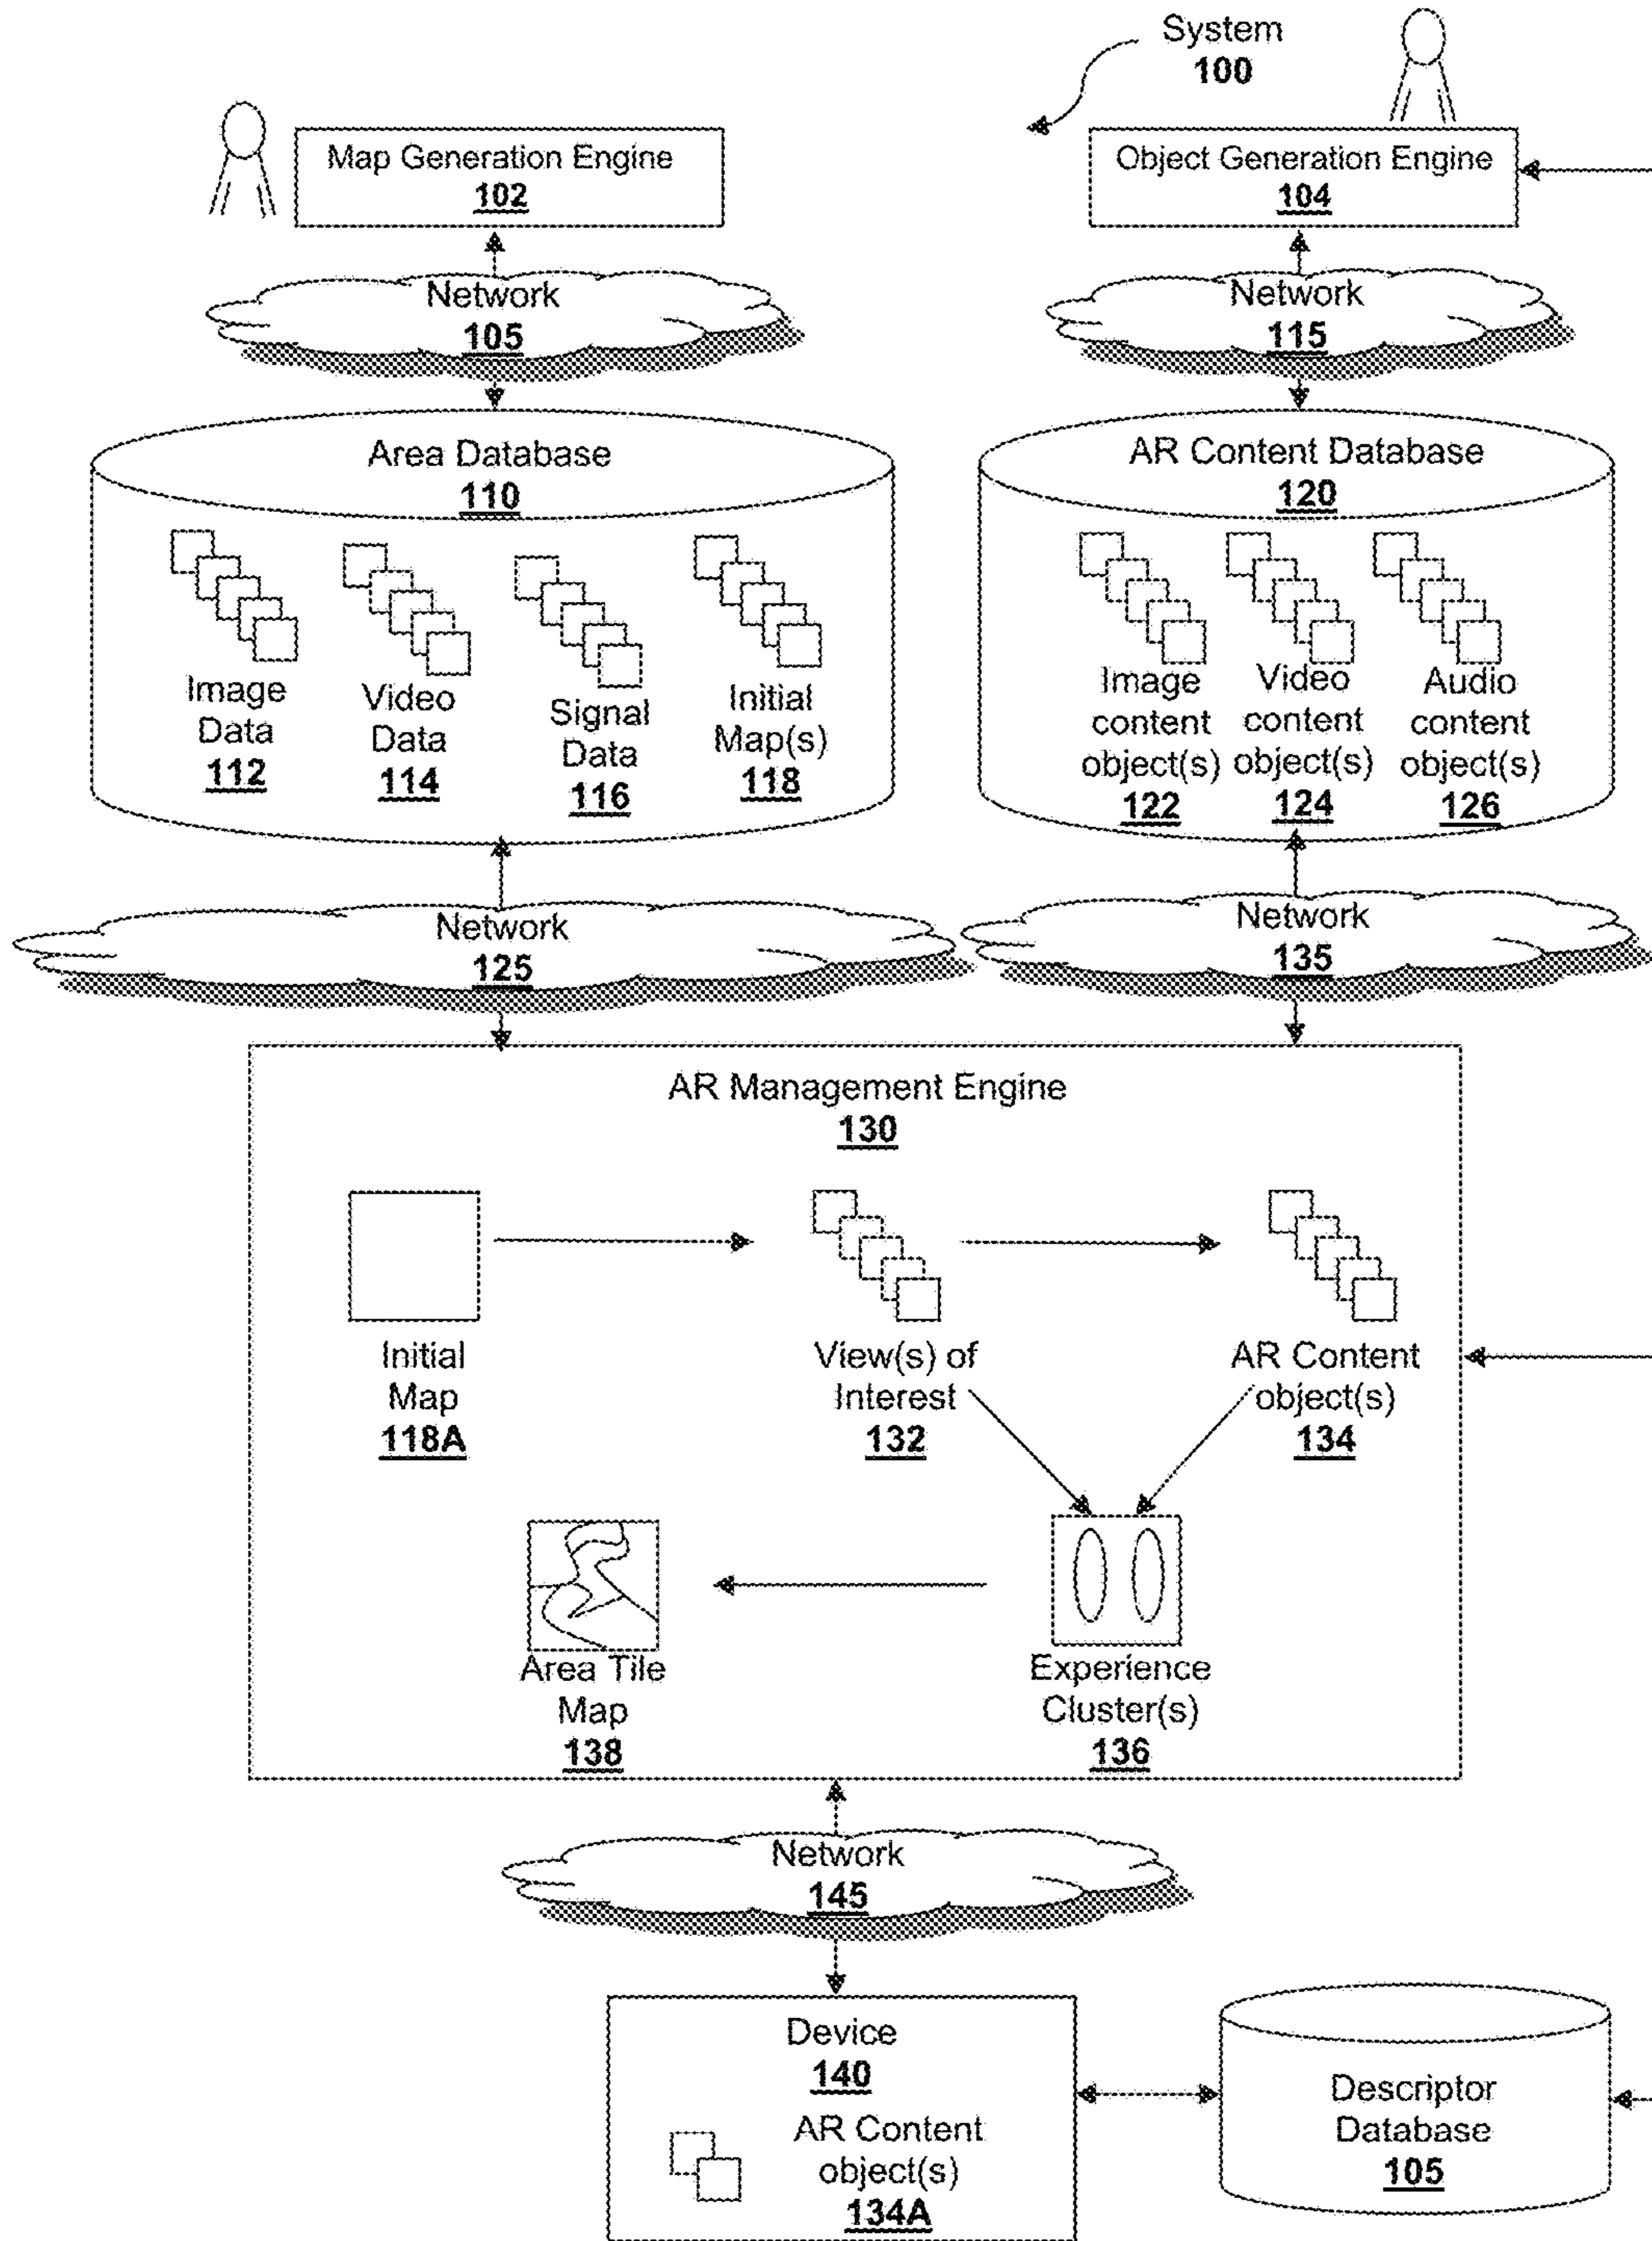 System
100
Map Generation Engine
102
Object Generation Engine
104
Network
105
Network
115
Area Database
110
AR Content Database
120
Image
Data
112
Video
Data
114
Signal
Data
116
Initial
Map(s)
118
Image
content
object(s)
122
Video
content
object(s)
124
Audio
content
object(s)
126
Network
125
Network
135
AR Management Engine
130
Initial
Map
118A
View(s) of
Interest
132
AR Content
object(s)
134
Area Tile
Map
138
Experience
Cluster(s)
136
Network
145
Device
140
AR Content
object(s)
134A
Descriptor
Database
105